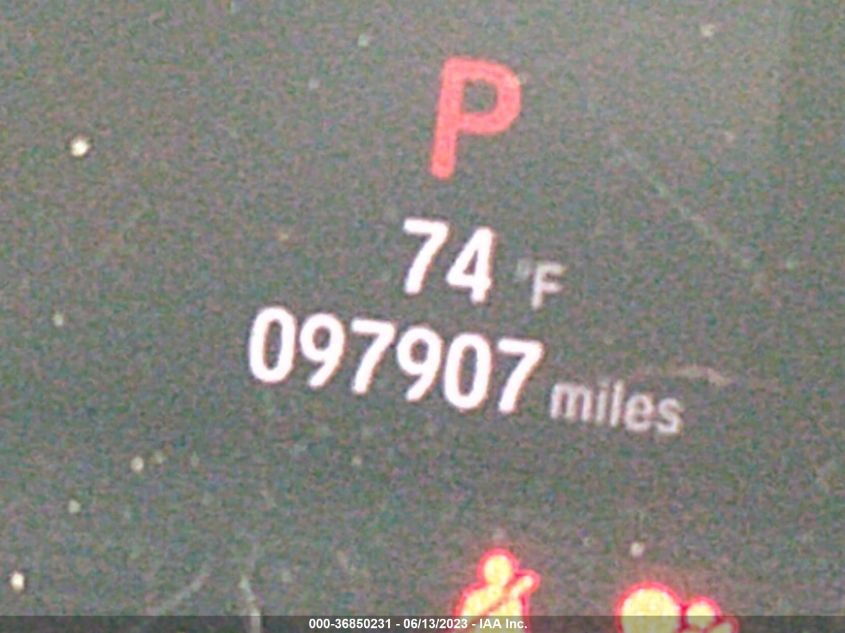 P
74 °F
097907 miles
000-36850231 - 06/13/2023 - IAA Inc.